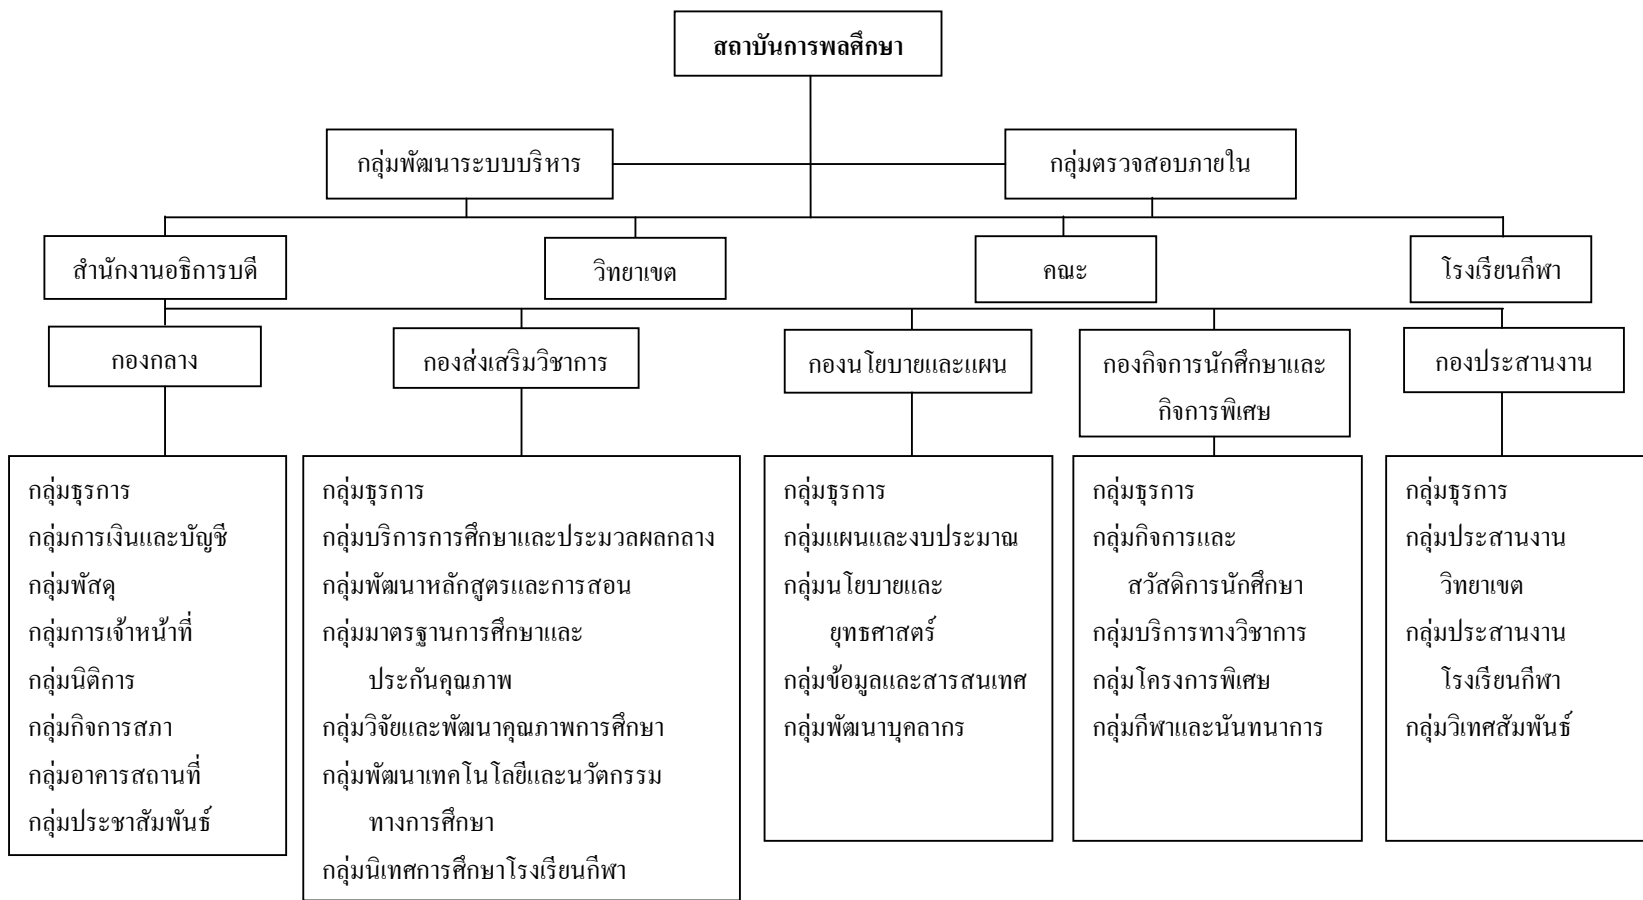 สถาบันการพลศึกษา
กลุ่มพัฒนาระบบบริหาร
กลุ่มตรวจสอบภายใน
สำนักงานอธิการบดี
วิทยาเขต
คณะ
โรงเรียนกีฬา
กองกลาง
กองส่งเสริมวิชาการ
กองนโยบายและแผน
กองกิจการนักศึกษาและ
กิจการพิเศษ
กองประสานงาน
กลุ่มธุรการ
กลุ่มการเงินและบัญชี
กลุ่มพัสดุ
กลุ่มการเจ้าหน้าที่
กลุ่มนิติการ
กลุ่มกิจการสภา
กลุ่มอาคารสถานที่
กลุ่มประชาสัมพันธ์
กลุ่มธุรการ
กลุ่มบริการการศึกษาและประมวลผลกลาง
กลุ่มพัฒนาหลักสูตรและการสอน
กลุ่มมาตรฐานการศึกษาและ
ประกันคุณภาพ
กลุ่มวิจัยและพัฒนาคุณภาพการศึกษา
กลุ่มพัฒนาเทคโนโลยีและนวัตกรรม
ทางการศึกษา
กลุ่มนิเทศการศึกษาโรงเรียนกีฬา
กลุ่มธุรการ
กลุ่มแผนและงบประมาณ
กลุ่มนโยบายและ
ยุทธศาสตร์
กลุ่มข้อมูลและสารสนเทศ
กลุ่มพัฒนาบุคลากร
กลุ่มธุรการ
กลุ่มกิจการและ
สวัสดิการนักศึกษา
กลุ่มบริการทางวิชาการ
กลุ่มโครงการพิเศษ
กลุ่มกีฬาและนันทนาการ
กลุ่มธุรการ
กลุ่มประสานงาน
วิทยาเขต
กลุ่มประสานงาน
โรงเรียนกีฬา
กลุ่มวิเทศสัมพันธ์